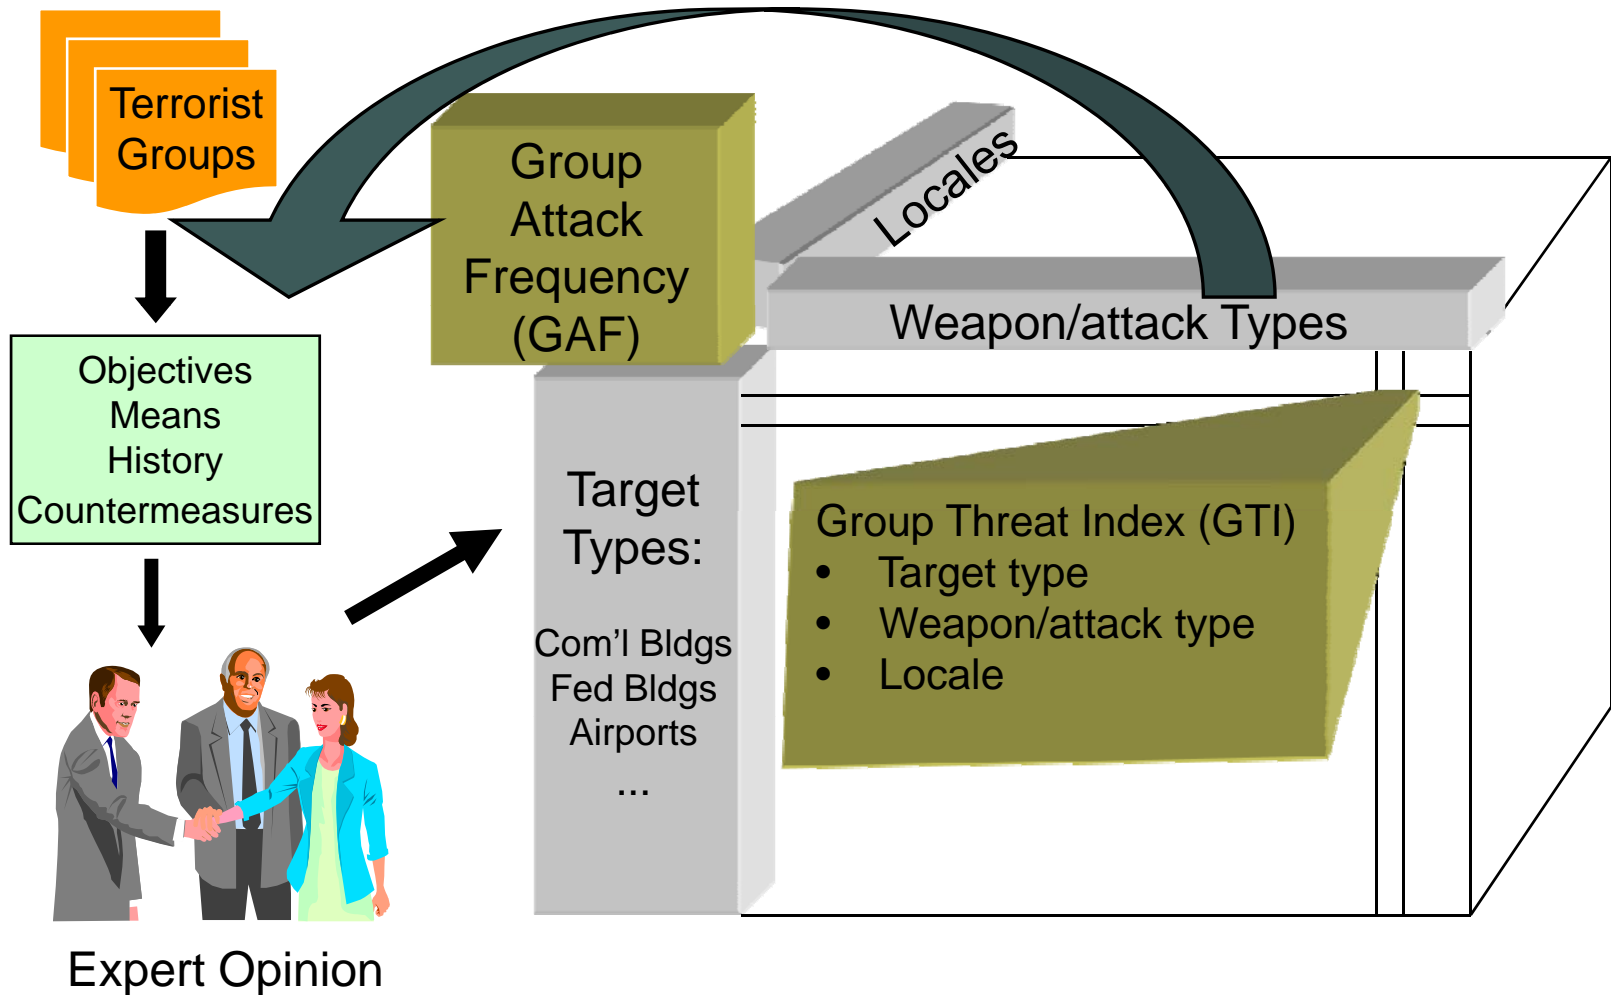 Terrorist
Groups
Objectives
Means
History
Countermeasures
Expert Opinion
Group
Attack
Frequency
(GAF)
Locales
Weapon/attack Types
Target
Types:
Com’l Bldgs
Fed Bldgs
Airports
...
Group Threat Index (GTI)
• Target type
• Weapon/attack type
• Locale